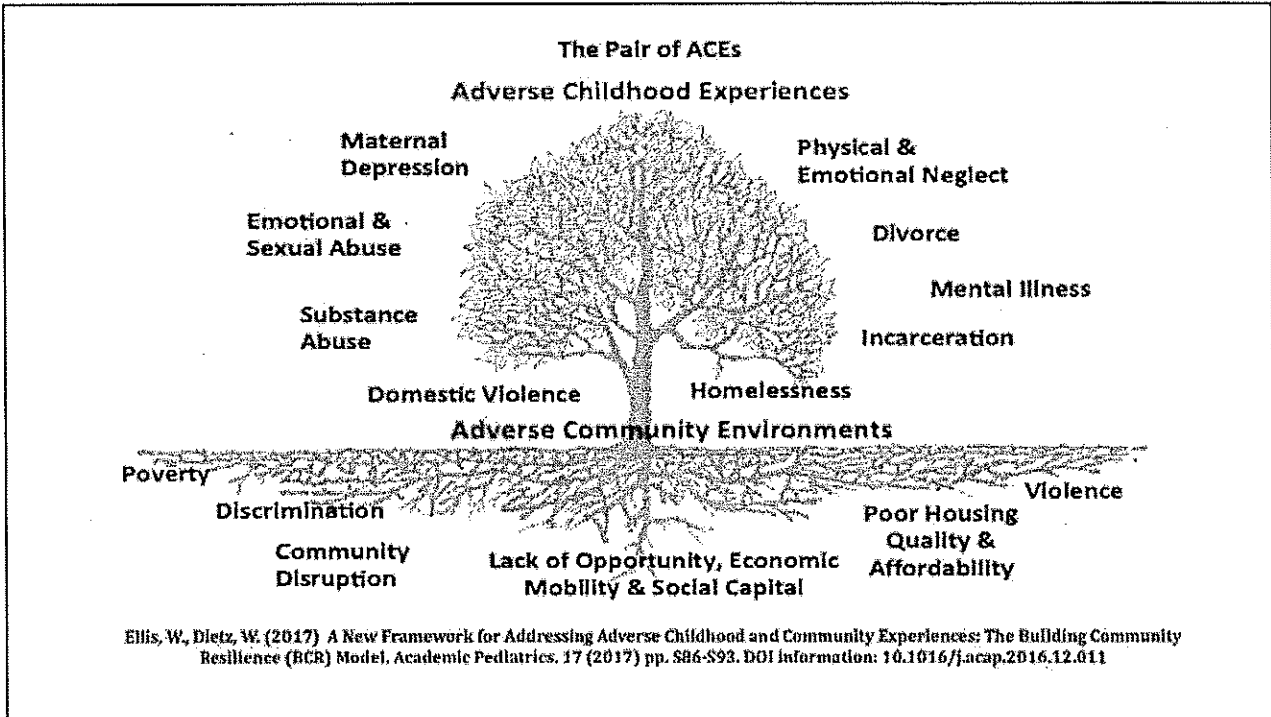 The Pair of ACEs
Adverse Childhood Experiences
Maternal
Depression
Physical &
Emotional Neglect
Emotional &
Sexual Abuse
Divorce
Mental Illness
Substance
Abuse
Incarceration
Domestic Violence
Homelessness
Adverse Community Environments
Poverty
Violence
Discrimination
Poor Housing
Quality &
Affordability
Community
Disruption
Lack of Opportunity, Economic
Mobility & Social Capital
Ellis, W., Dietz, W. (2017) A New Framework for Addressing Adverse Childhood and Community Experiences: The Building Community
Resilience (BCR) Model. Academic Pediatrics. 17 (2017) pp. S86-S93. DOI information: 10.1016/j.acap.2016.12.011